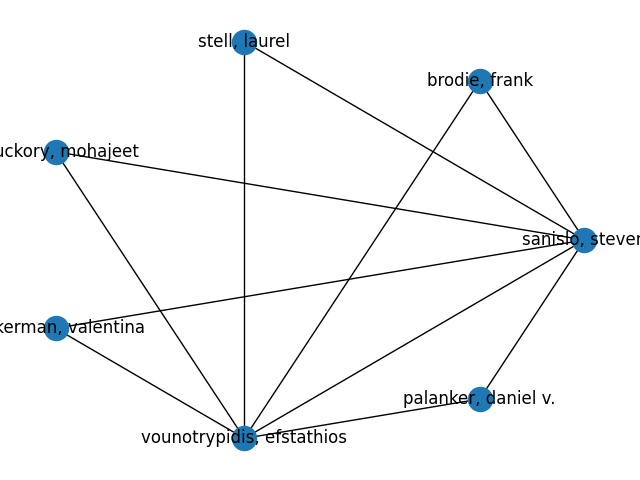 stell, laurel
brodie, frank
uckory, mohajeet
sanislo, steven
kerman, valentina
palanker, daniel v.
vounotrypidis, efstathios